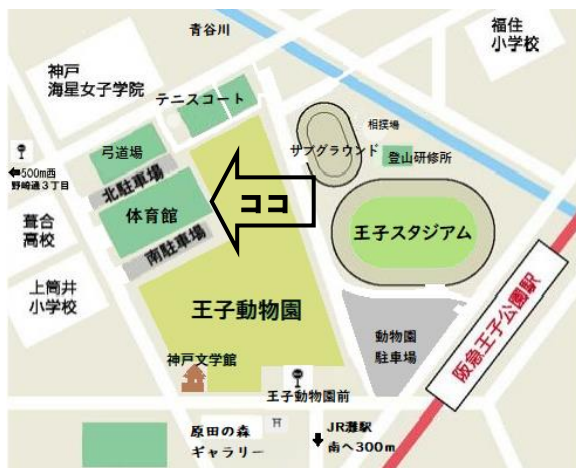 青谷川
福住
小学校
神戸
海星女子学院
テニスコート
相撲場
サブグラウンド
登山研修所
弓道場
←500m西
野崎通3丁目
北駐車場
体育館
ココ
南駐車場
葺合
高校
王子スタジアム
上筒井
小学校
王子動物園
動物園
駐車場
阪急王子公園駅
神戸文学館
王子動物園前
原田の森
ギャラリー
JR灘駅
南へ300m